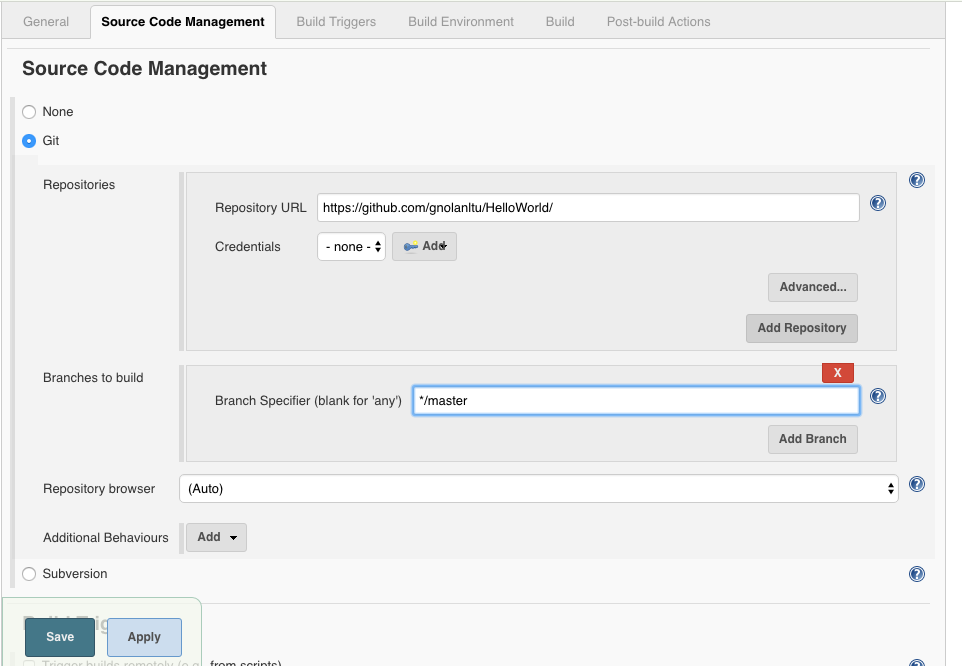 General Source Code Management Build Triggers Build Environment Build Post-build Actions
Source Code Management
None
Git
Repositories
Repository URL https://github.com/gnolanltu/HelloWorld/
Credentials - none - Add
Advanced...
Add Repository
Branches to build
X
Branch Specifier (blank for 'any') */master
Add Branch
Repository browser (Auto)
Additional Behaviours Add
Subversion
Build Trig
Save Apply
Trigger builds remotely (e.g. from scripts)